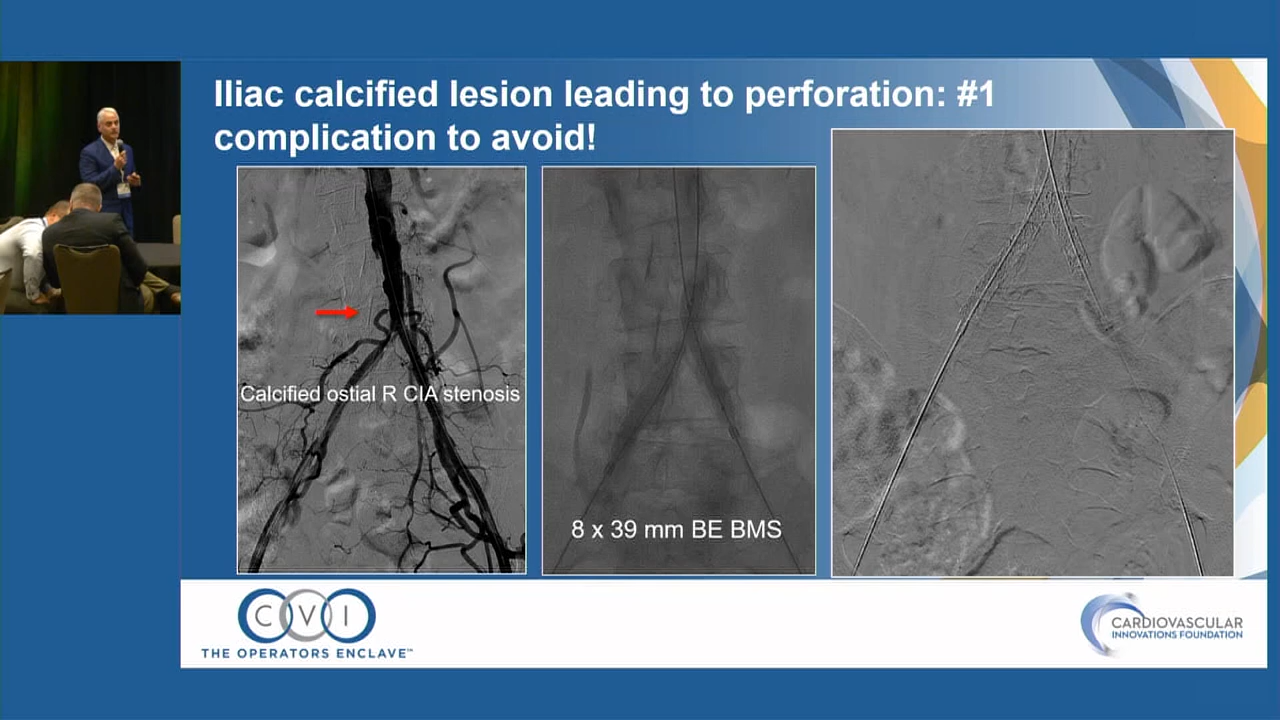 Iliac calcified lesion leading to perforation: #1
complication to avoid!
Calcified ostial R CIA stenosis
8 x 39 mm BE BMS
CVI
THE OPERATORS ENCLAVE™
CARDIOVASCULAR
INNOVATIONS FOUNDATION